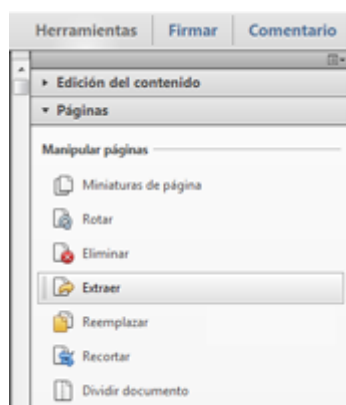 Herramientas Firmar Comentario
Edición del contenido
Páginas
Manipular páginas
Miniaturas de página
Rotar
Eliminar
Extraer
Reemplazar
Recortar
Dividir documento